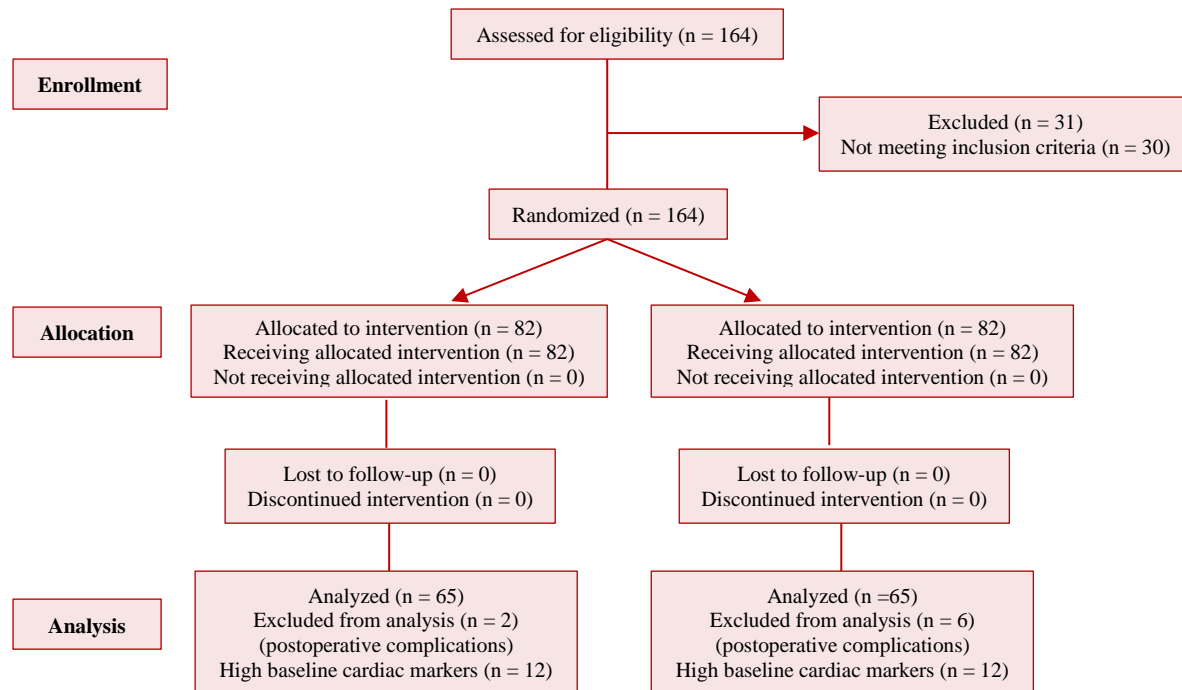 Assessed for eligibility (n = 164)
Enrollment
Excluded (n = 31)
Not meeting inclusion criteria (n = 30)
Randomized (n = 164)
Allocation
Allocated to intervention (n = 82)
Receiving allocated intervention (n = 82)
Not receiving allocated intervention (n = 0)
Allocated to intervention (n = 82)
Receiving allocated intervention (n = 82)
Not receiving allocated intervention (n = 0)
Lost to follow-up (n = 0)
Discontinued intervention (n = 0)
Lost to follow-up (n = 0)
Discontinued intervention (n = 0)
Analysis
Analyzed (n = 65)
Excluded from analysis (n = 2)
(postoperative complications)
High baseline cardiac markers (n = 12)
Analyzed (n =65)
Excluded from analysis (n = 6)
(postoperative complications)
High baseline cardiac markers (n = 12)